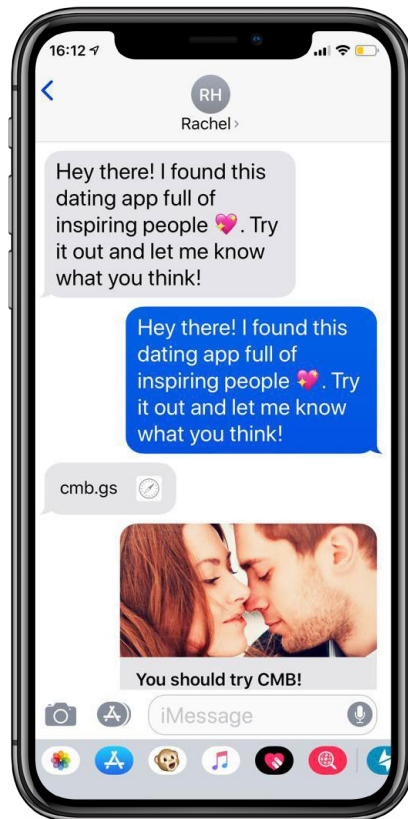 16:12
RH
Rachel
Hey there! I found this
dating app full of
inspiring people 💖. Try
it out and let me know
what you think!
Hey there! I found this
dating app full of
inspiring people 💖. Try
it out and let me know
what you think!
cmb.gs
You should try CMB!
iMessage